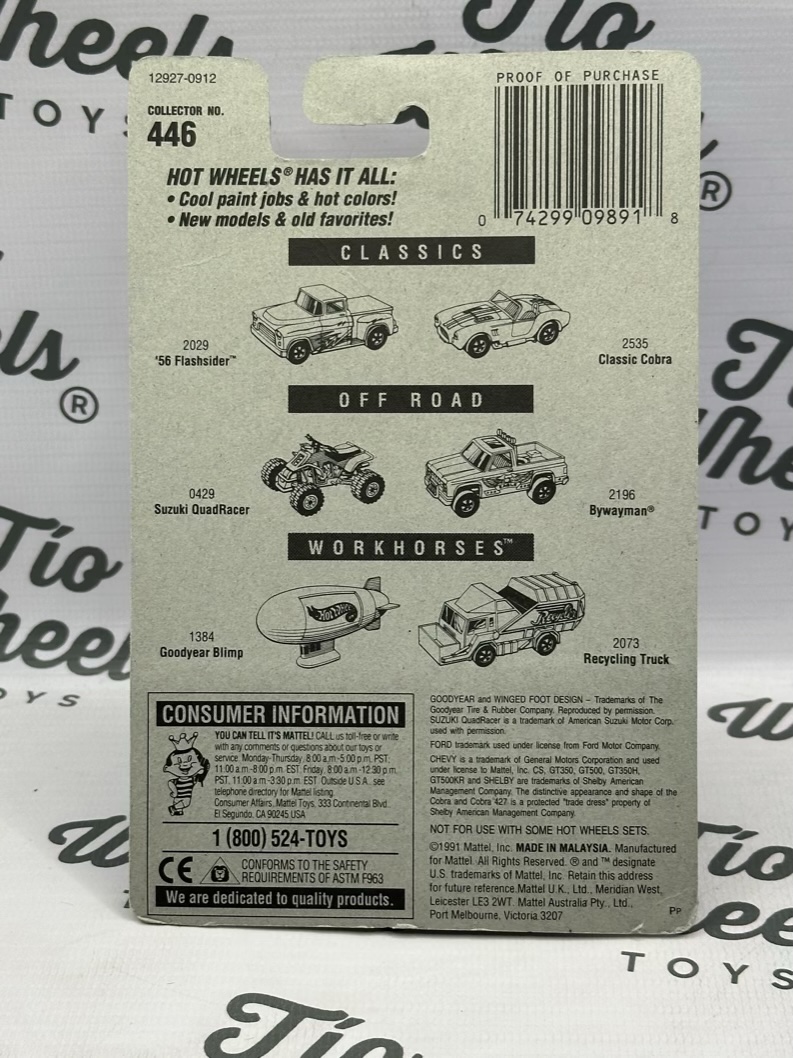 12927-0912
COLLECTOR NO.
446
PROOF OF PURCHASE
0 74299 09891 8
HOT WHEELS® HAS IT ALL:
• Cool paint jobs & hot colors!
• New models & old favorites!
CLASSICS
2029
'56 Flashsider™
2535
Classic Cobra
OFF ROAD
0429
Suzuki QuadRacer
2196
Bywayman®
WORKHORSES™
1384
Goodyear Blimp
Hot Wheels
2073
Recycling Truck
CONSUMER INFORMATION
YOU CAN TELL IT'S MATTEL! CALL us toll-free or write
with any comments or questions about our toys or
service. Monday-Thursday, 8:00 a.m.-5:00 p.m. PST;
11:00 a.m.-8:00 p.m. EST. Friday, 8:00 a.m.-12:30 p.m.
PST, 11:00 a.m.-3:30 p.m. EST. Outside U.S.A., see
telephone directory for Mattel listing.
Consumer Affairs, Mattel Toys, 333 Continental Blvd.,
El Segundo, CA 90245 USA
1 (800) 524-TOYS
CE
CONFORMS TO THE SAFETY
REQUIREMENTS OF ASTM F963
We are dedicated to quality products.
GOODYEAR and WINGED FOOT DESIGN – Trademarks of The
Goodyear Tire & Rubber Company. Reproduced by permission.
SUZUKI QuadRacer is a trademark of American Suzuki Motor Corp.
used with permission.
FORD trademark used under license from Ford Motor Company.
CHEVY is a trademark of General Motors Corporation and used
under license to Mattel, Inc. CS, GT350, GT500, GT350H,
GT500KR and SHELBY are trademarks of Shelby American
Management Company. The distinctive appearance and shape of the
Cobra and Cobra '427 is a protected "trade dress" property of
Shelby American Management Company.
NOT FOR USE WITH SOME HOT WHEELS SETS.
©1991 Mattel, Inc. MADE IN MALAYSIA. Manufactured
for Mattel. All Rights Reserved. ® and ™ designate
U.S. trademarks of Mattel, Inc. Retain this address
for future reference.Mattel U.K., Ltd., Meridian West,
Leicester LE3 2WT. Mattel Australia Pty., Ltd.,
Port Melbourne, Victoria 3207
PP
Tio
Wheels
TOYS
®